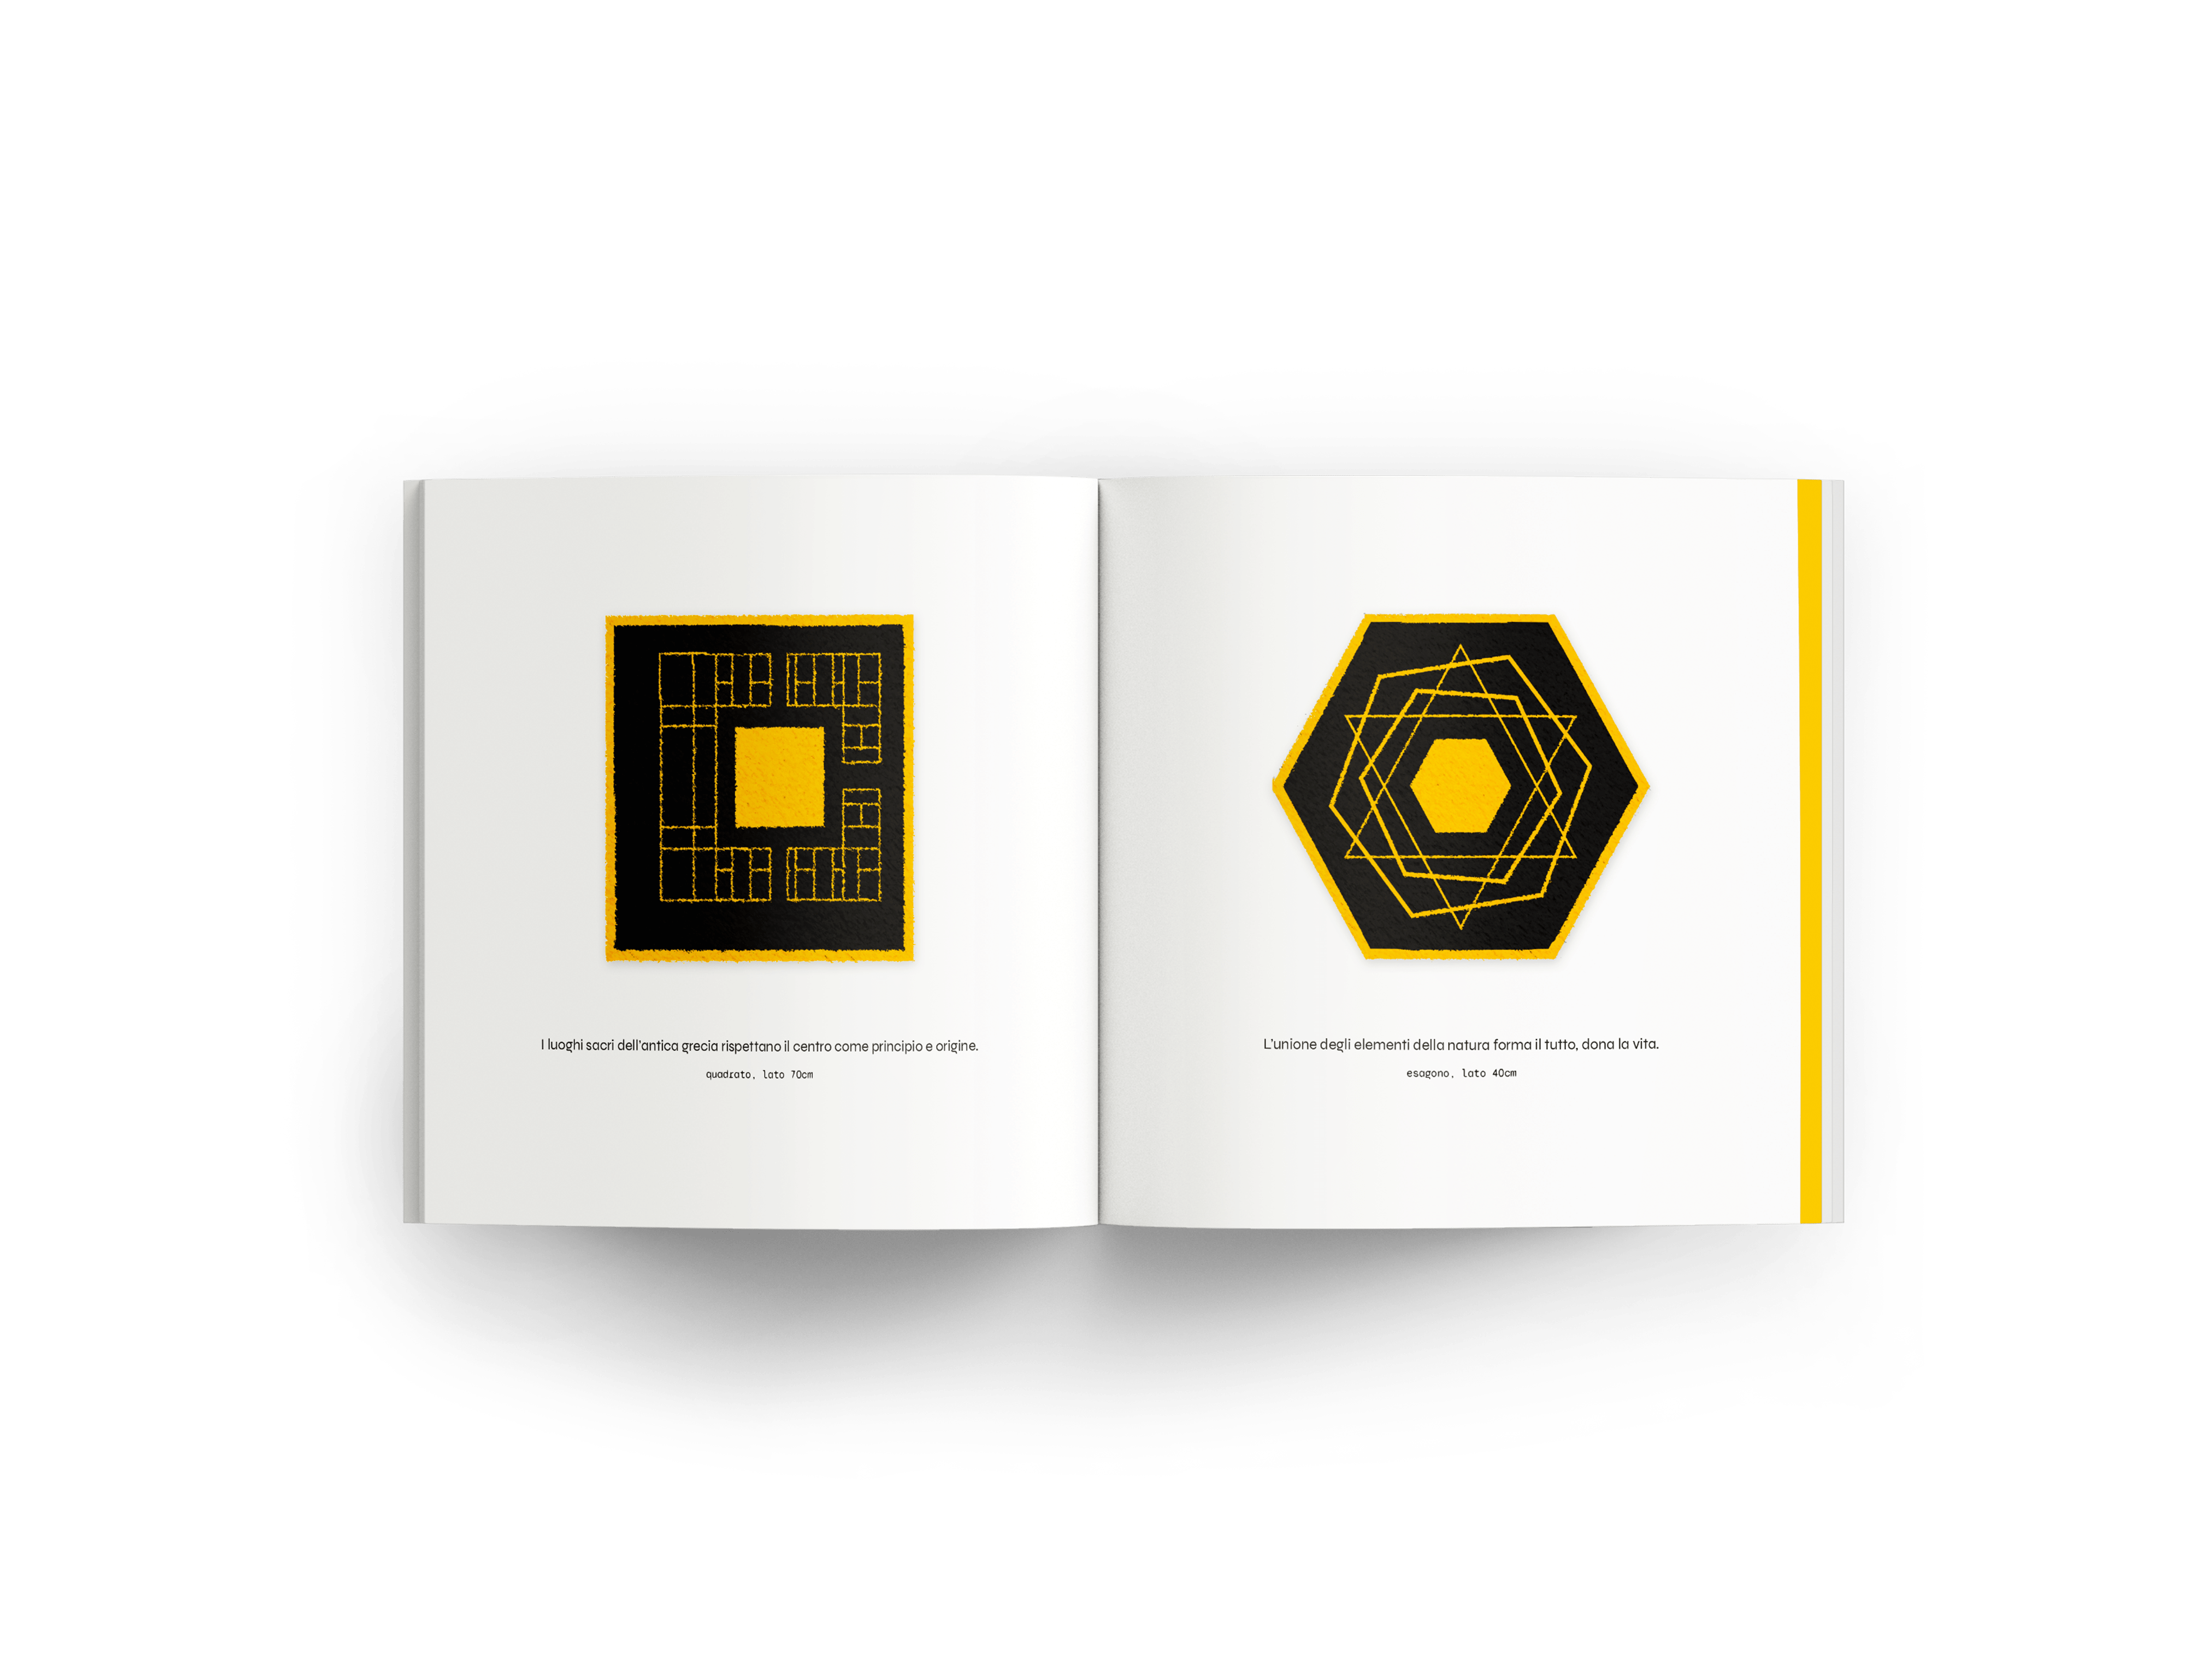 I luoghi sacri dell'antica grecia rispettano il centro come principio e origine.
quadrato, lato 70cm
L'unione degli elementi della natura forma il tutto, dona la vita.
esagono, lato 40cm